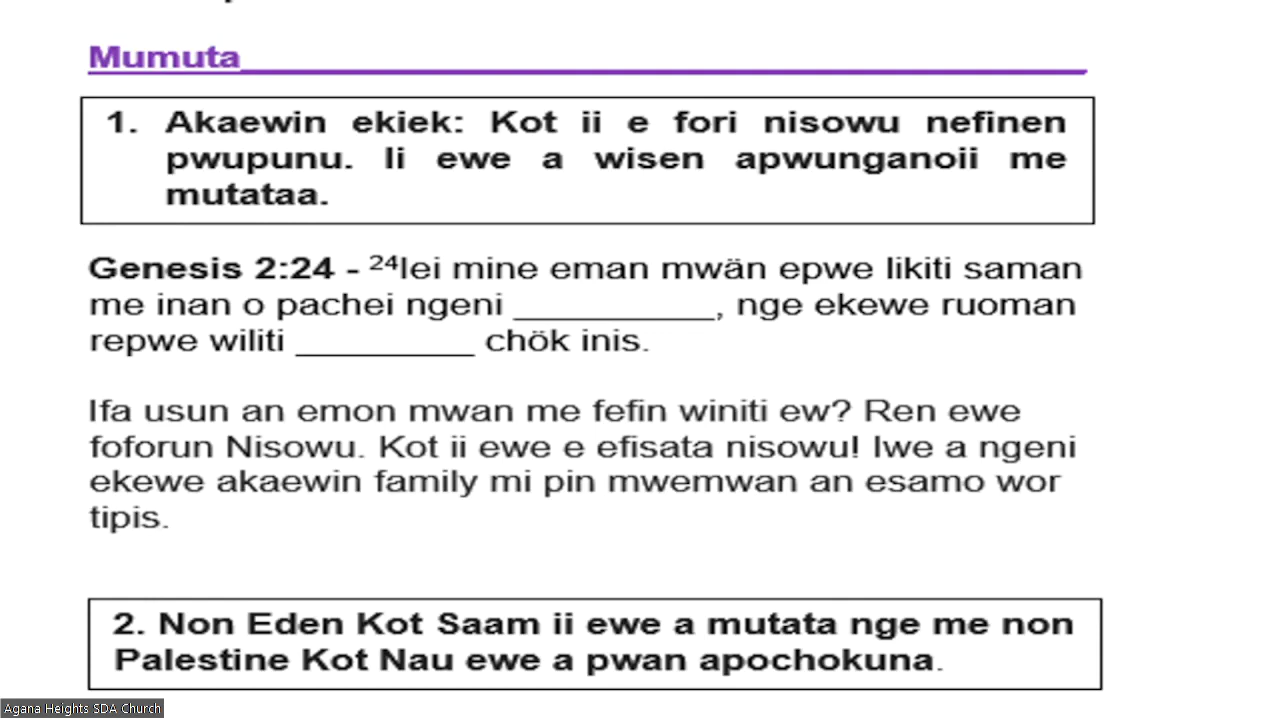 Mumuta
1. Akaewin ekiek: Kot ii e fori nisowu nefinen
pwupunu. Ii ewe a wisen apwunganoii me
mutataa.
Genesis 2:24 - ²⁴Iei mine eman mwän epwe likiti saman
me inan o pachei ngeni __________, nge ekewe ruoman
repwe wiliti _________ chök inis.
Ifa usun an emon mwan me fefin winiti ew? Ren ewe
foforun Nisowu. Kot ii ewe e efisata nisowu! Iwe a ngeni
ekewe akaewin family mi pin mwemwan an esamo wor
tipis.
2. Non Eden Kot Saam ii ewe a mutata nge me non
Palestine Kot Nau ewe a pwan apochokuna.
Agana Heights SDA Church